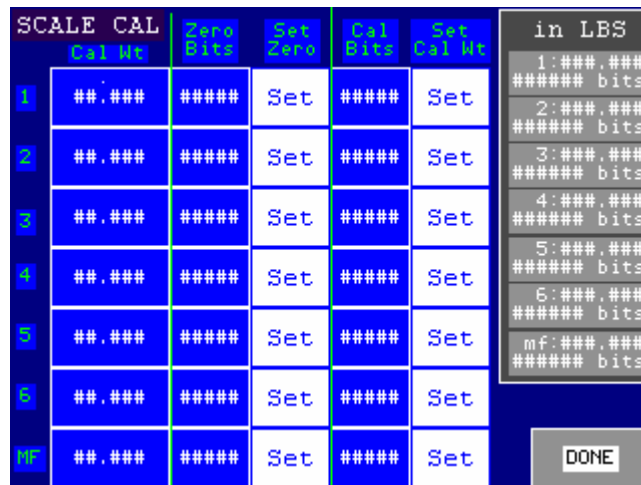 SCALE CAL
Cal Wt
Zero Bits
Set Zero
Cal Bits
Set Cal Wt
in LBS
1 ##.### ##### Set ##### Set
2 ##.### ##### Set ##### Set
3 ##.### ##### Set ##### Set
4 ##.### ##### Set ##### Set
5 ##.### ##### Set ##### Set
6 ##.### ##### Set ##### Set
MF ##.### ##### Set ##### Set
1:###.###
###### bits
2:###.###
###### bits
3:###.###
###### bits
4:###.###
###### bits
5:###.###
###### bits
6:###.###
###### bits
mf:###.###
###### bits
DONE